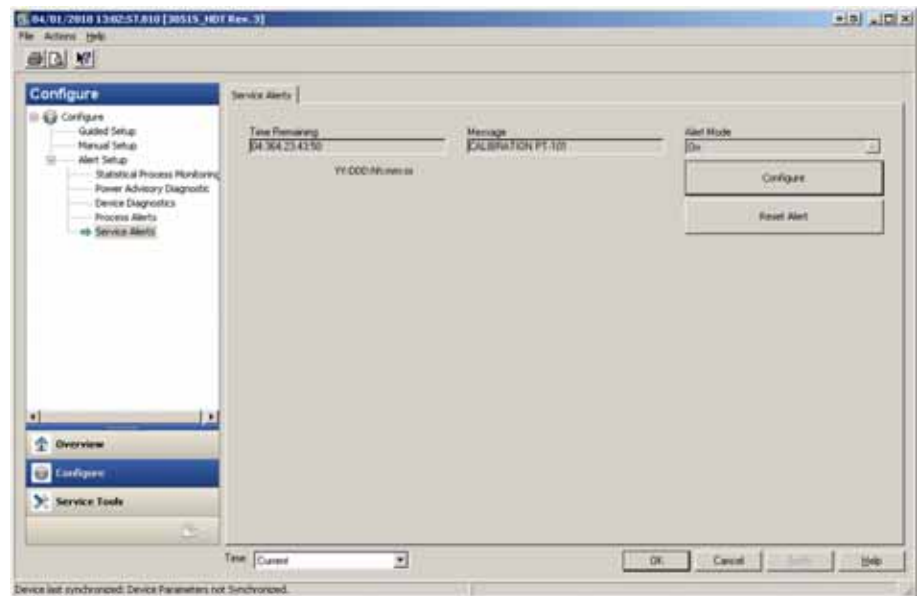 04/01/2010 13:02:57.810 [3051S_HDT Rev. 3]
File Actions Help
Configure
Configure
Guided Setup
Manual Setup
Alert Setup
Statistical Process Monitoring
Power Advisory Diagnostic
Device Diagnostics
Process Alerts
Service Alerts
Overview
Configure
Service Tools
Service Alerts
Time Remaining
04:364:23:43:50
YY:DDD:hh:mm:ss
Message
CALIBRATION PT-101
Alert Mode
On
Configure
Reset Alert
Time Current
OK Cancel Help
Device last synchronized: Device Parameters not Synchronized.